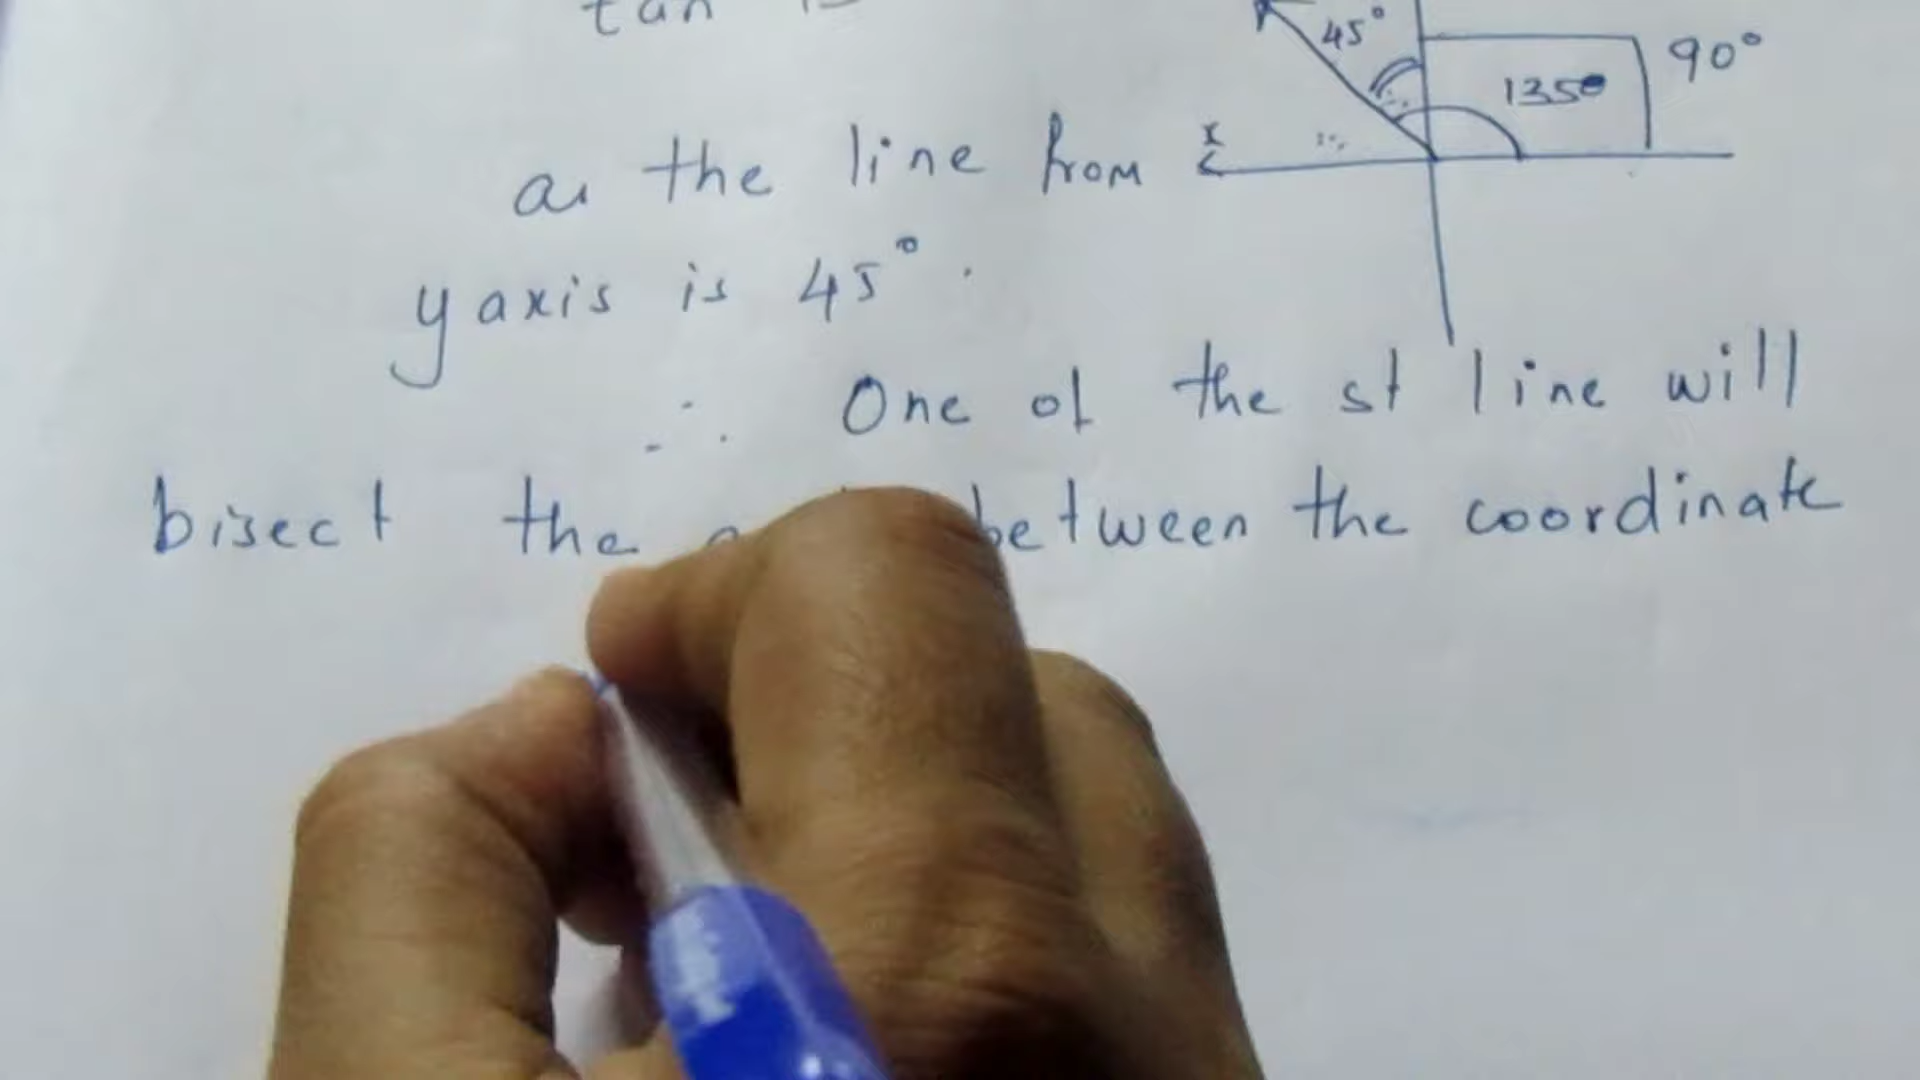 tan
45°
90°
135°
as the line from x
y axis is 45°.
∴ One of the st line will
bisect the between the coordinate